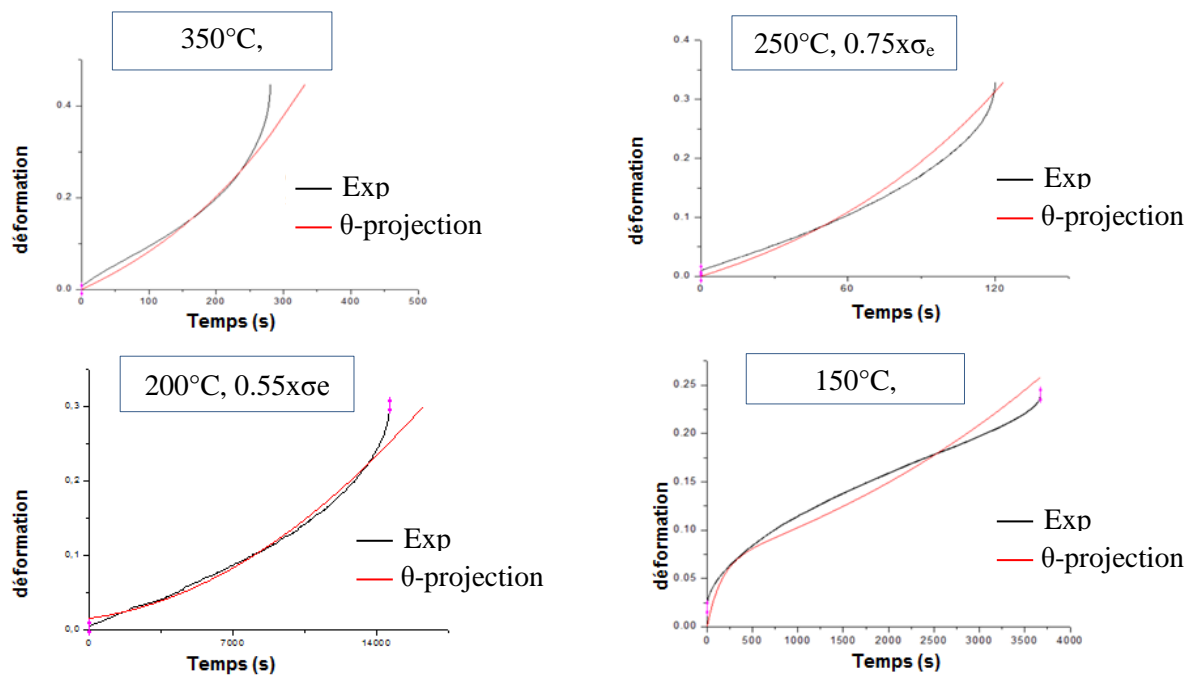 350°C,
0.4
0.2
0.0
0
100
200
300
400
500
déformation
Temps (s)
Exp
θ-projection
250°C, 0.75xσₑ
0.4
0.3
0.2
0.1
0.0
0
60
120
déformation
Temps (s)
Exp
θ-projection
200°C, 0.55xσe
0,3
0,2
0,1
0,0
0
7000
14000
déformation
Temps (s)
Exp
θ-projection
150°C,
0.25
0.20
0.15
0.10
0.05
0.00
0
500
1000
1500
2000
2500
3000
3500
4000
déformation
Temps (s)
Exp
θ-projection